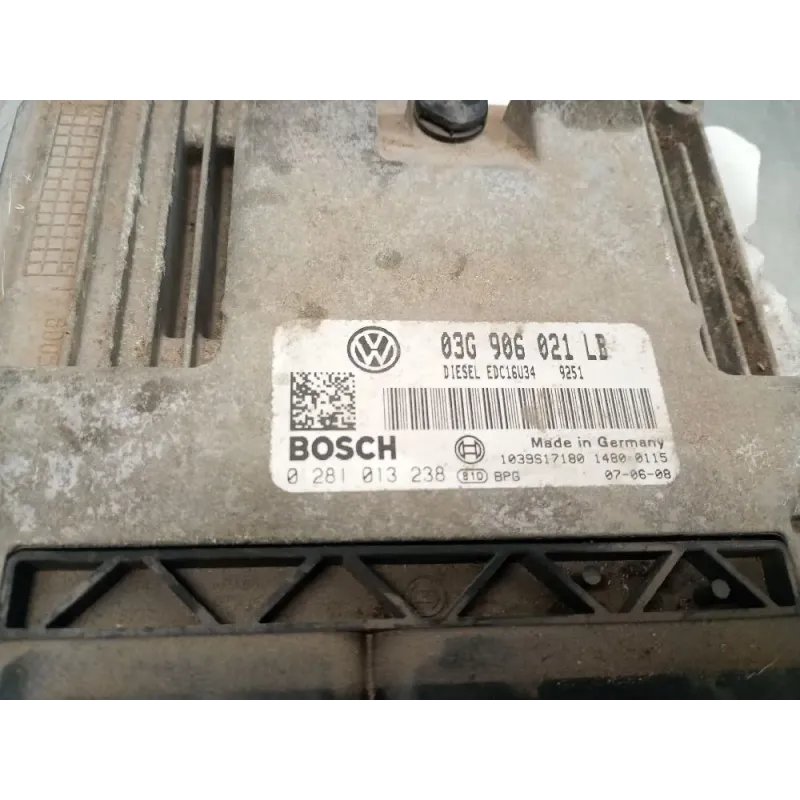 VW
03G 906 021 LB
DIESEL EDC16U34 9251
BOSCH
Made in Germany
1039S17180 1480 0115
0 281 013 238 810 BPG 07-06-08